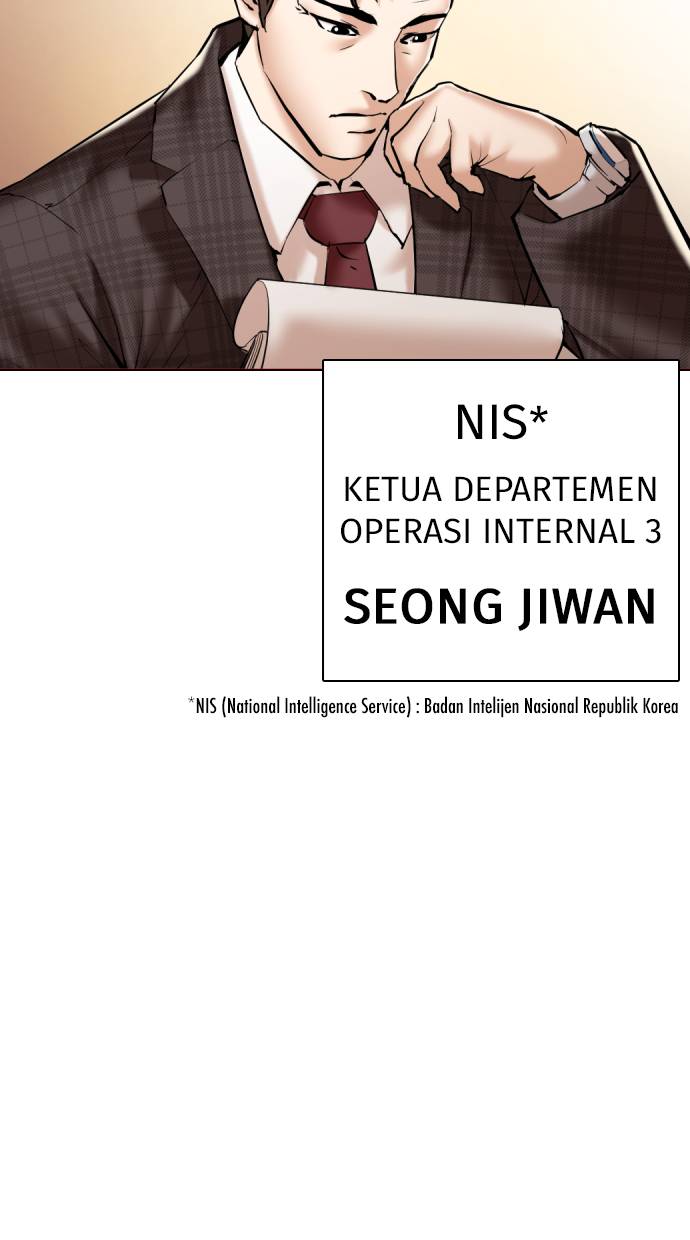 NIS*
KETUA DEPARTEMEN
OPERASI INTERNAL 3
SEONG JIWAN
*NIS (National Intelligence Service) : Badan Intelijen Nasional Republik Korea